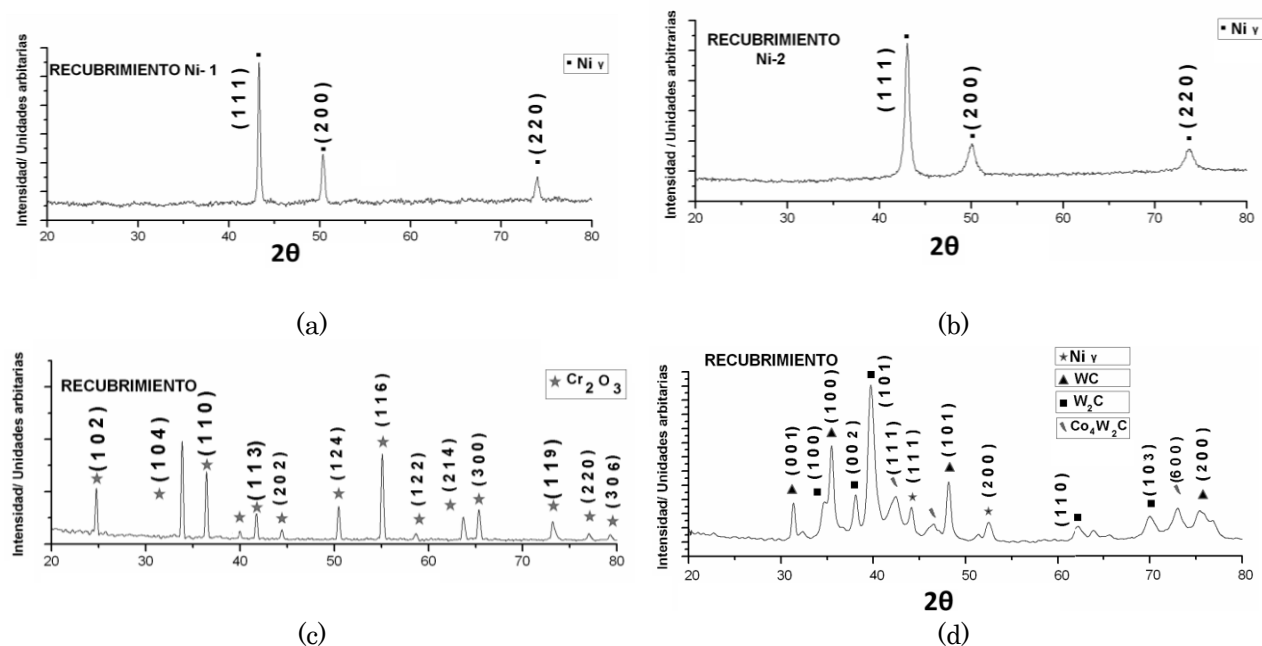 Intensidad/ Unidades arbitarias
RECUBRIMIENTO Ni- 1
(111)
(200)
(220)
Ni γ
20 30 40 50 60 70 80
2θ
(a)
Intensidad / Unidades arbitrarias
RECUBRIMIENTO
Ni-2
(111)
(200)
(220)
Ni γ
20 30 40 50 60 70 80
2θ
(b)
Intensidad/ Unidades arbitarias
RECUBRIMIENTO
Cr2O3
(102)
(104)
(110)
(113)
(202)
(124)
(116)
(122)
(214)
(300)
(119)
(220)
(306)
20 30 40 50 60 70 80
(c)
Intensidad/ Unidades arbitarias
RECUBRIMIENTO
Ni γ
WC
W2C
Co4W2C
(001)
(100)
(100)
(002)
(101)
(111)
(111)
(101)
(200)
(110)
(103)
(600)
(200)
20 30 40 50 60 70 80
2θ
(d)